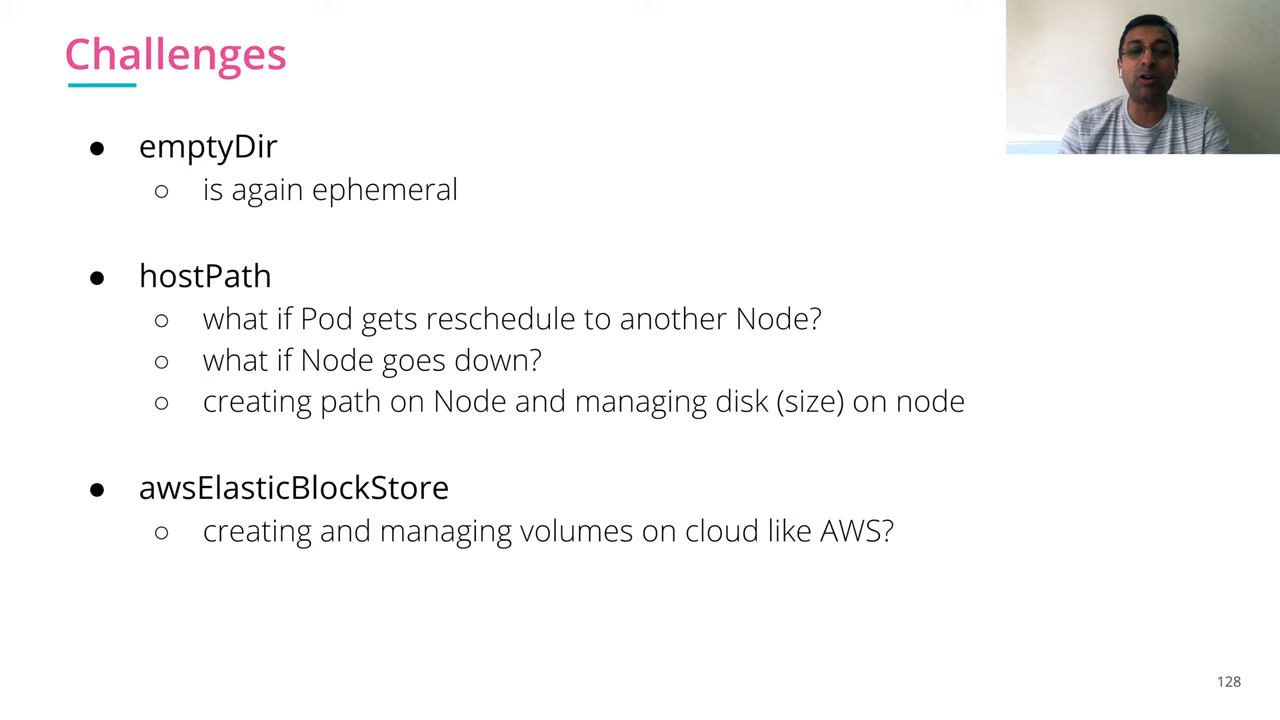 Challenges
● emptyDir
○ is again ephemeral
● hostPath
○ what if Pod gets reschedule to another Node?
○ what if Node goes down?
○ creating path on Node and managing disk (size) on node
● awsElasticBlockStore
○ creating and managing volumes on cloud like AWS?
128